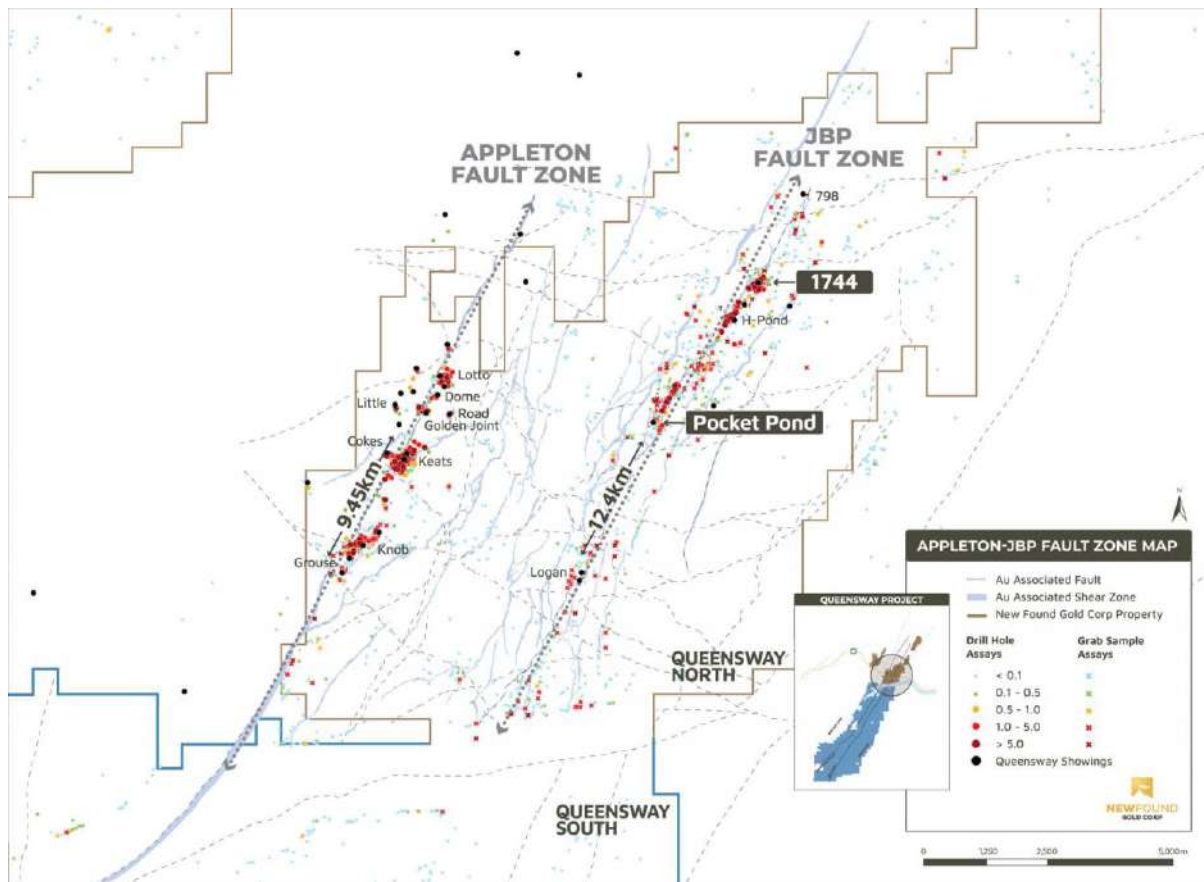 APPLETON
FAULT ZONE
JBP
FAULT ZONE
798
1744
H-Pond
Lotto
Dome
Little
Road
Golden Joint
Cokes
Keats
Pocket Pond
9.45km
12.4km
Knob
Grouse
Logan
QUEENSWAY
NORTH
QUEENSWAY
SOUTH
N
APPLETON-JBP FAULT ZONE MAP
Au Associated Fault
Au Associated Shear Zone
New Found Gold Corp Property
Drill Hole
Assays
Grab Sample
Assays
< 0.1
0.1 - 0.5
0.5 - 1.0
1.0 - 5.0
> 5.0
Queensway Showings
NEWFOUND
GOLD CORP
QUEENSWAY PROJECT
0 1,250 2,500 5,000m